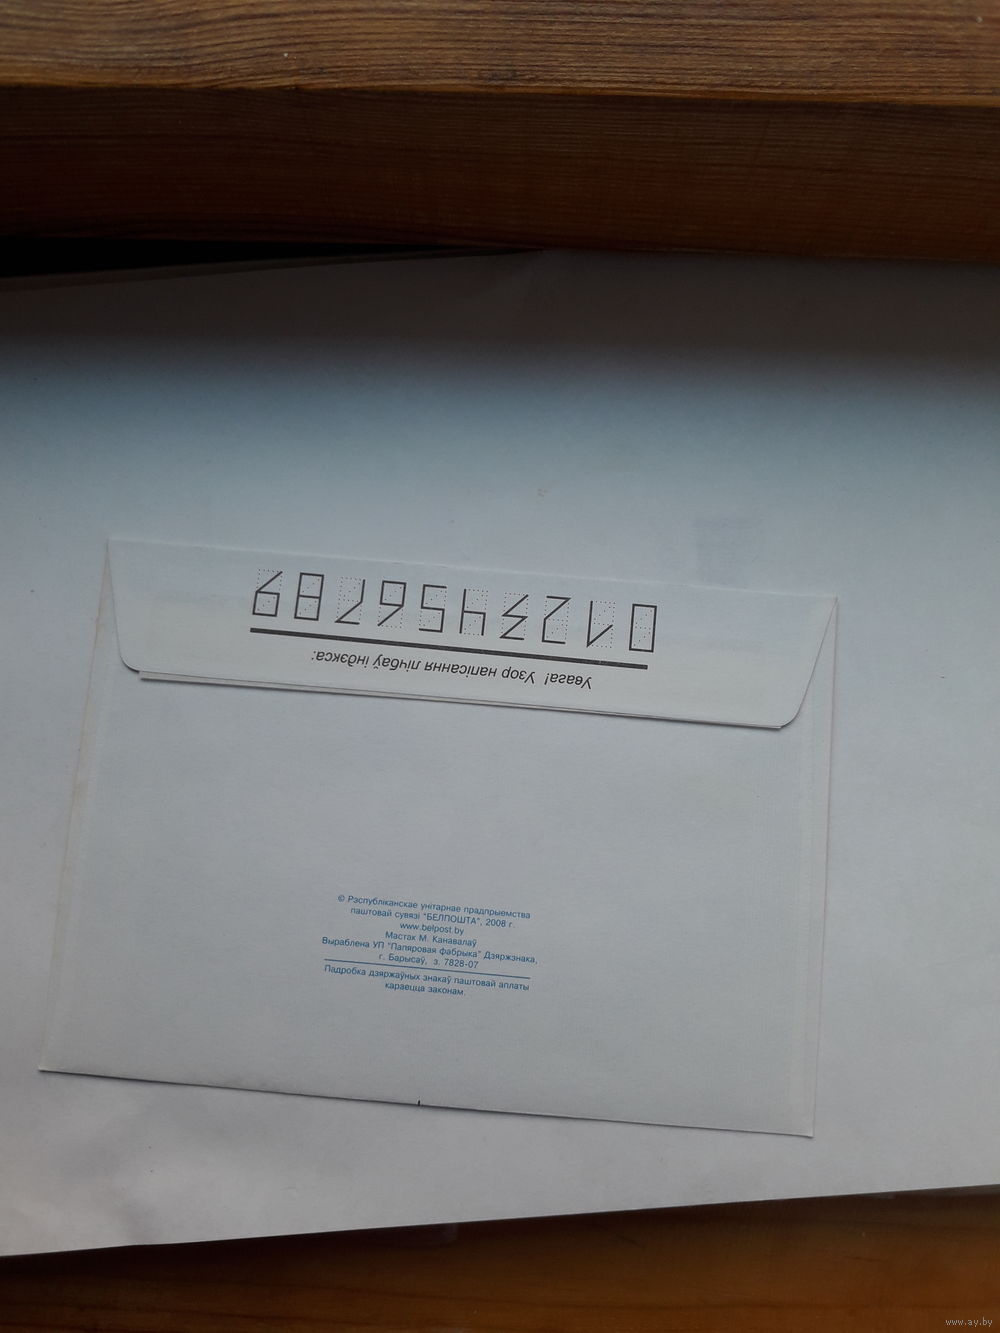 Увага! Узор напісання лічбаў індэкса:
0123456789
© Рэспубліканскае унітарнае прадпрыемства
паштовай сувязі "БЕЛПОШТА", 2008 г.
www.belpost.by
Мастак М. Канавалаў
Выраблена УП "Папяровая фабрыка" Дзяржзнака,
г. Барысаў, з. 7828-07
Падробка дзяржаўных знакаў паштовай аплаты
караецца законам.
www.ay.by